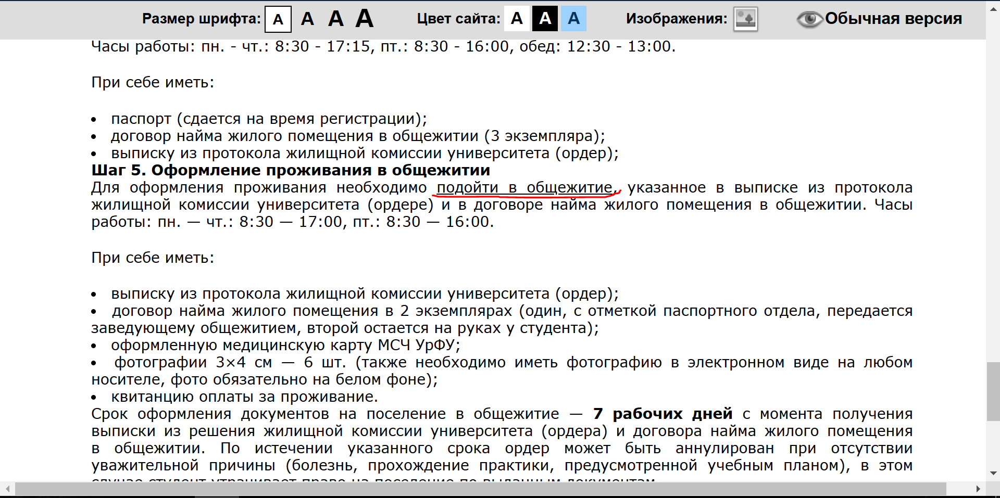 Размер шрифта: А А А А Цвет сайта: А А А Изображения: Обычная версия
Часы работы: пн. - чт.: 8:30 - 17:15, пт.: 8:30 - 16:00, обед: 12:30 - 13:00.
При себе иметь:
• паспорт (сдается на время регистрации);
• договор найма жилого помещения в общежитии (3 экземпляра);
• выписку из протокола жилищной комиссии университета (ордер);
Шаг 5. Оформление проживания в общежитии
Для оформления проживания необходимо подойти в общежитие, указанное в выписке из протокола
жилищной комиссии университета (ордере) и в договоре найма жилого помещения в общежитии. Часы
работы: пн. — чт.: 8:30 — 17:00, пт.: 8:30 — 16:00.
При себе иметь:
• выписку из протокола жилищной комиссии университета (ордер);
• договор найма жилого помещения в 2 экземплярах (один, с отметкой паспортного отдела, передается
заведующему общежитием, второй остается на руках у студента);
• оформленную медицинскую карту МСЧ УрФУ;
• фотографии 3×4 см — 6 шт. (также необходимо иметь фотографию в электронном виде на любом
носителе, фото обязательно на белом фоне);
• квитанцию оплаты за проживание.
Срок оформления документов на поселение в общежитие — 7 рабочих дней с момента получения
выписки из решения жилищной комиссии университета (ордера) и договора найма жилого помещения
в общежитии. По истечении указанного срока ордер может быть аннулирован при отсутствии
уважительной причины (болезнь, прохождение практики, предусмотренной учебным планом), в этом
случае студент утрачивает право на поселение по выданным документам.